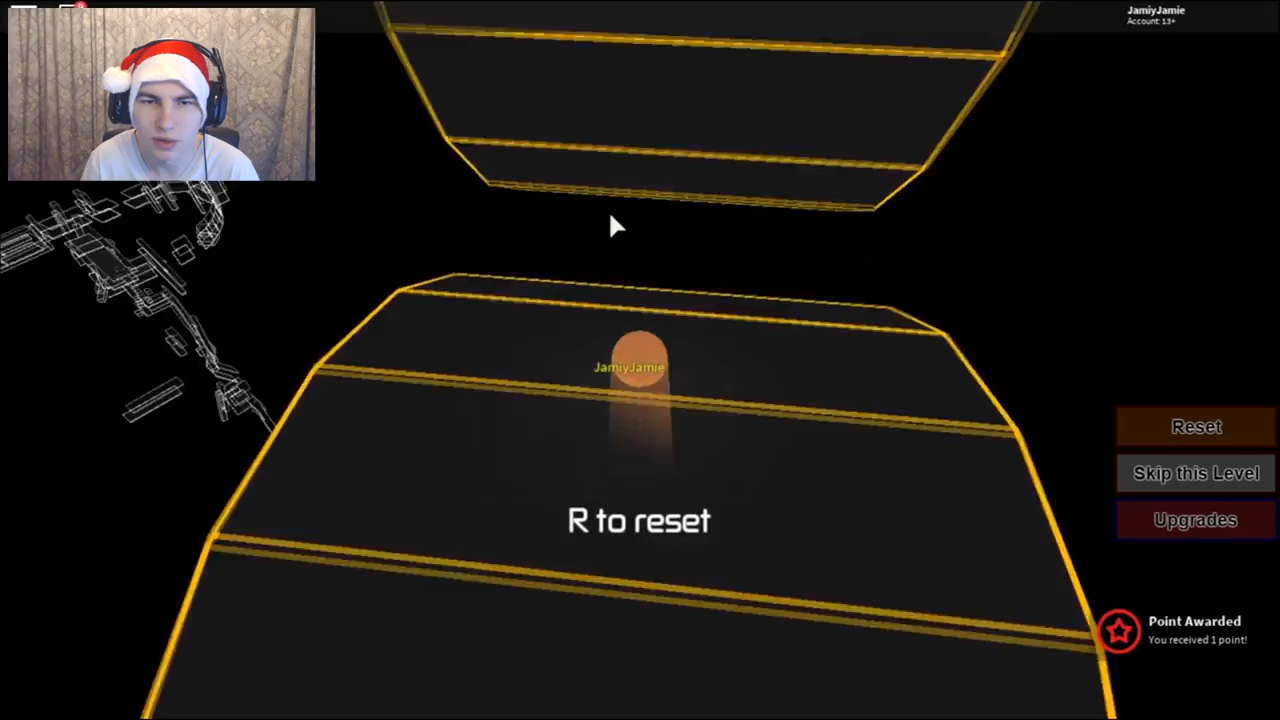 JamiyJamie
Account: 13+
JamiyJamie
Reset
Skip this Level
R to reset
Upgrades
Point Awarded
You received 1 point!